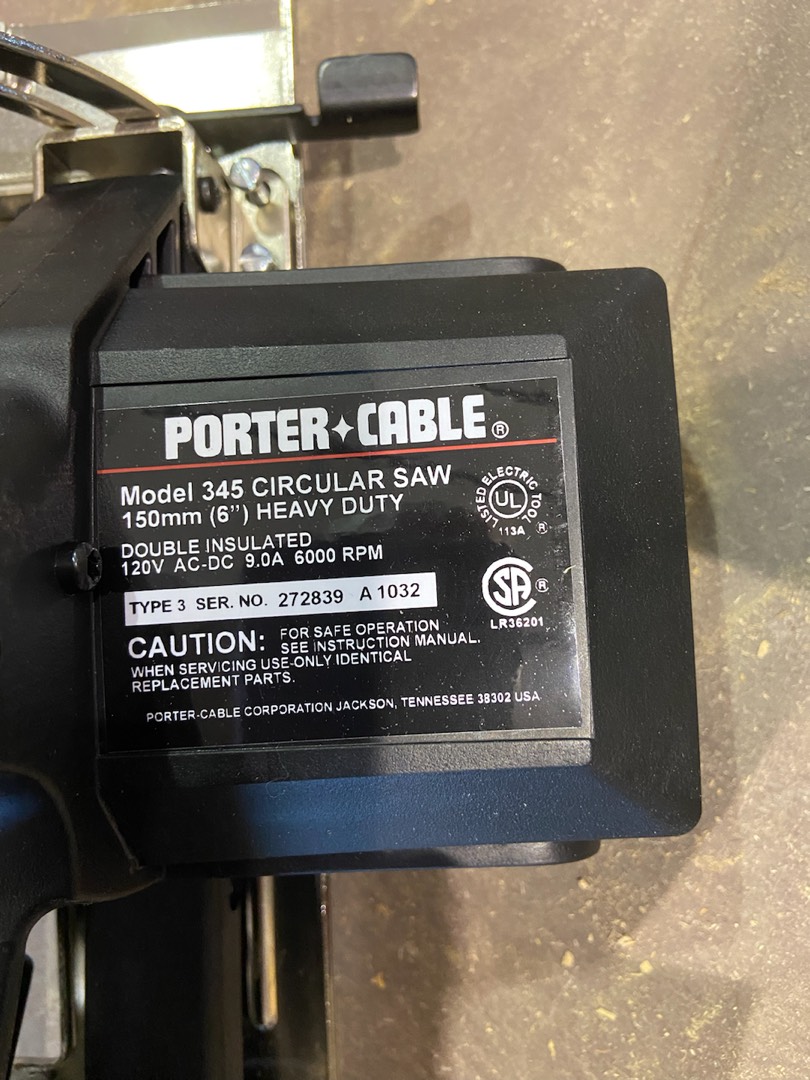 PORTER✦CABLE®
Model 345 CIRCULAR SAW
150mm (6") HEAVY DUTY
LISTED ELECTRIC TOOL
UL
113A
®
DOUBLE INSULATED
120V AC-DC 9.0A 6000 RPM
TYPE 3 SER. NO. 272839 A 1032
SA ®
LR36201
CAUTION: FOR SAFE OPERATION
SEE INSTRUCTION MANUAL.
WHEN SERVICING USE-ONLY IDENTICAL
REPLACEMENT PARTS.
PORTER-CABLE CORPORATION JACKSON, TENNESSEE 38302 USA